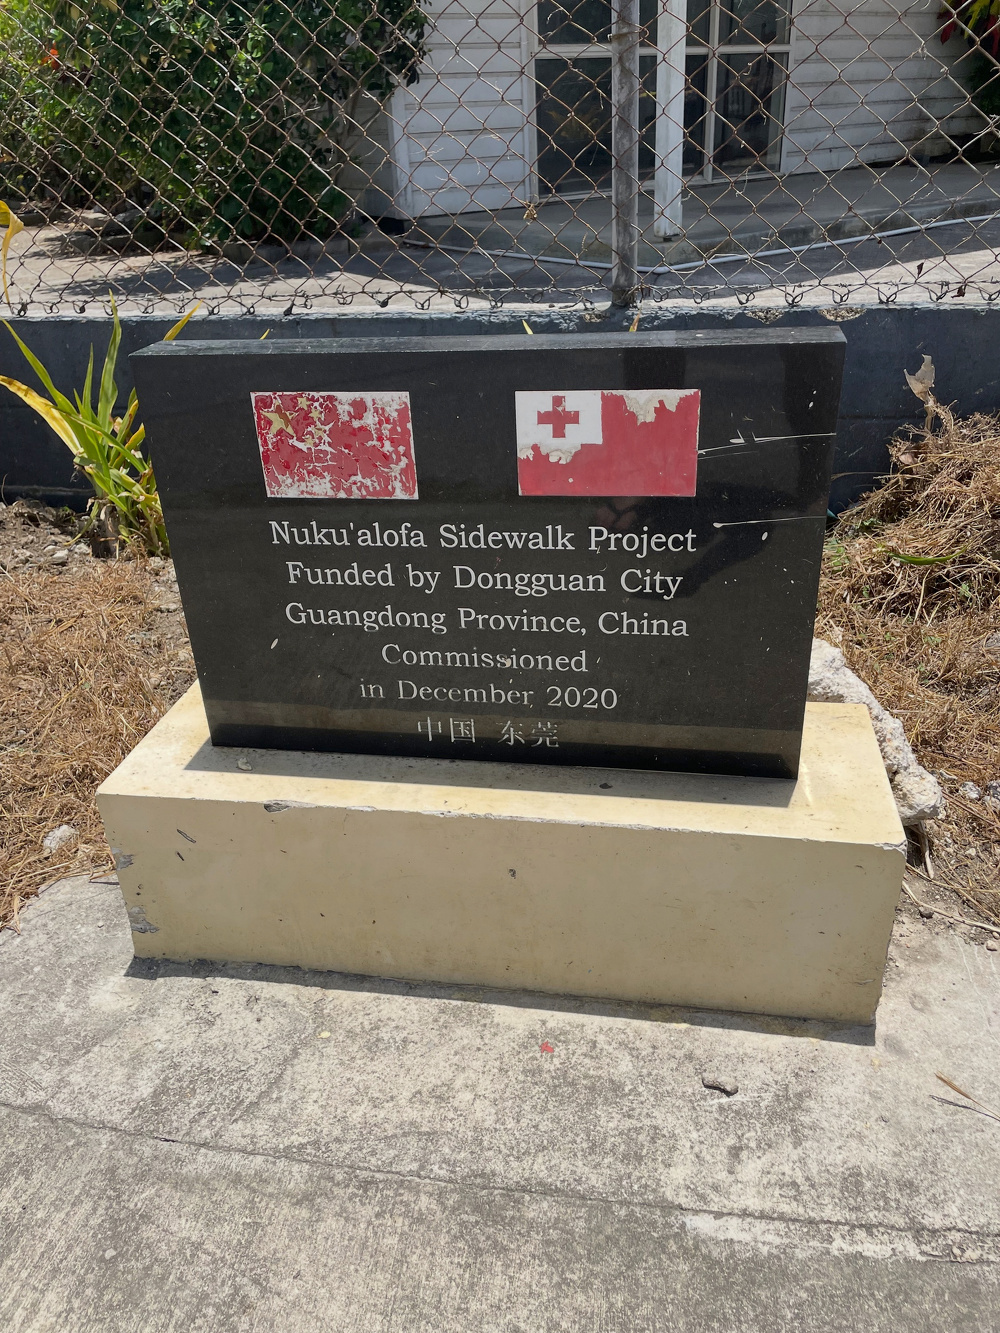 Nuku'alofa Sidewalk Project
Funded by Dongguan City
Guangdong Province, China
Commissioned
in December 2020
中国 东莞